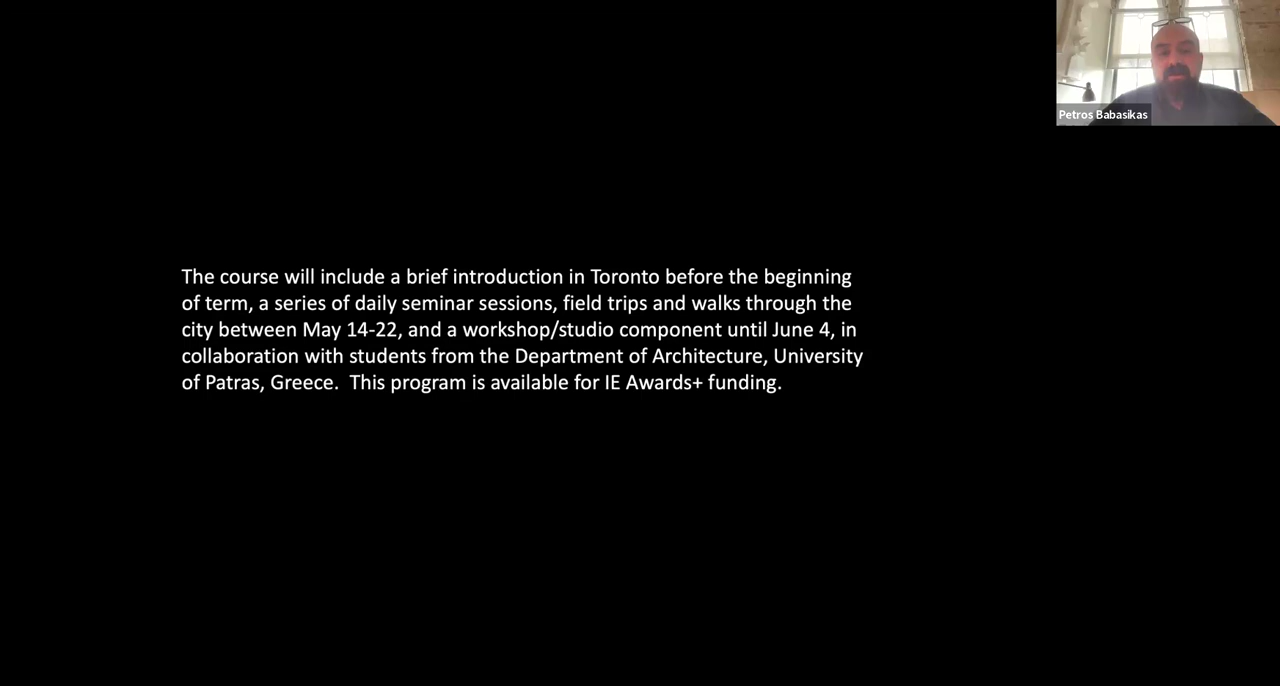 Petros Babasikas
The course will include a brief introduction in Toronto before the beginning
of term, a series of daily seminar sessions, field trips and walks through the
city between May 14-22, and a workshop/studio component until June 4, in
collaboration with students from the Department of Architecture, University
of Patras, Greece.  This program is available for IE Awards+ funding.